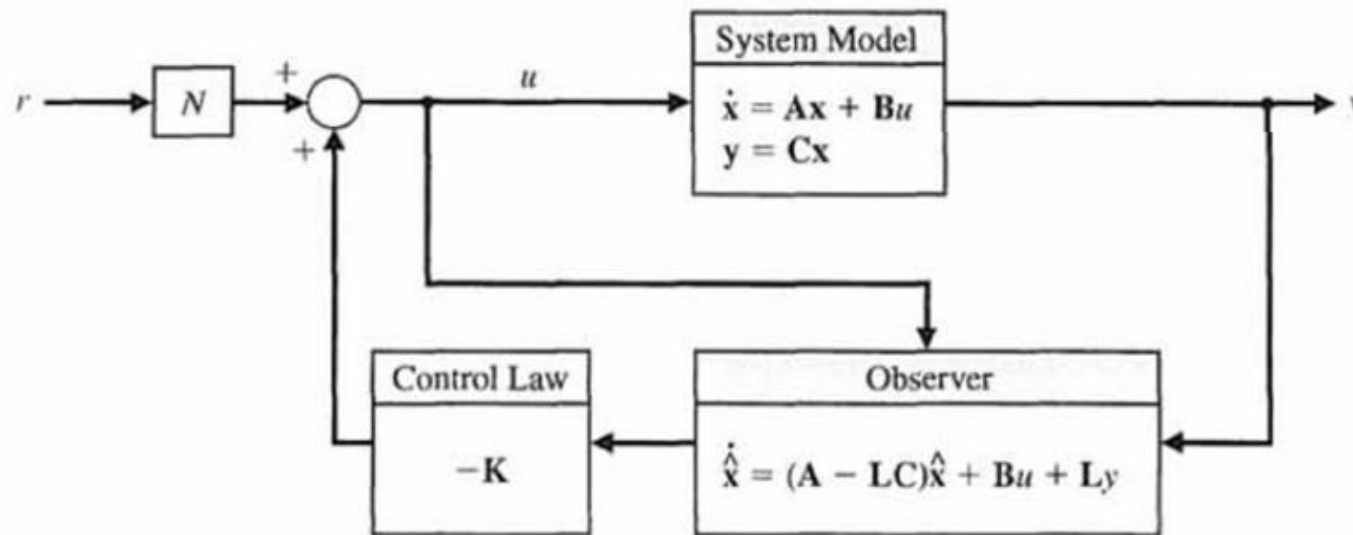 System Model
r
N
+
u
+
ẋ = Ax + Bu
y = Cx
Control Law
−K
Observer
x̂̇ = (A − LC)x̂ + Bu + Ly